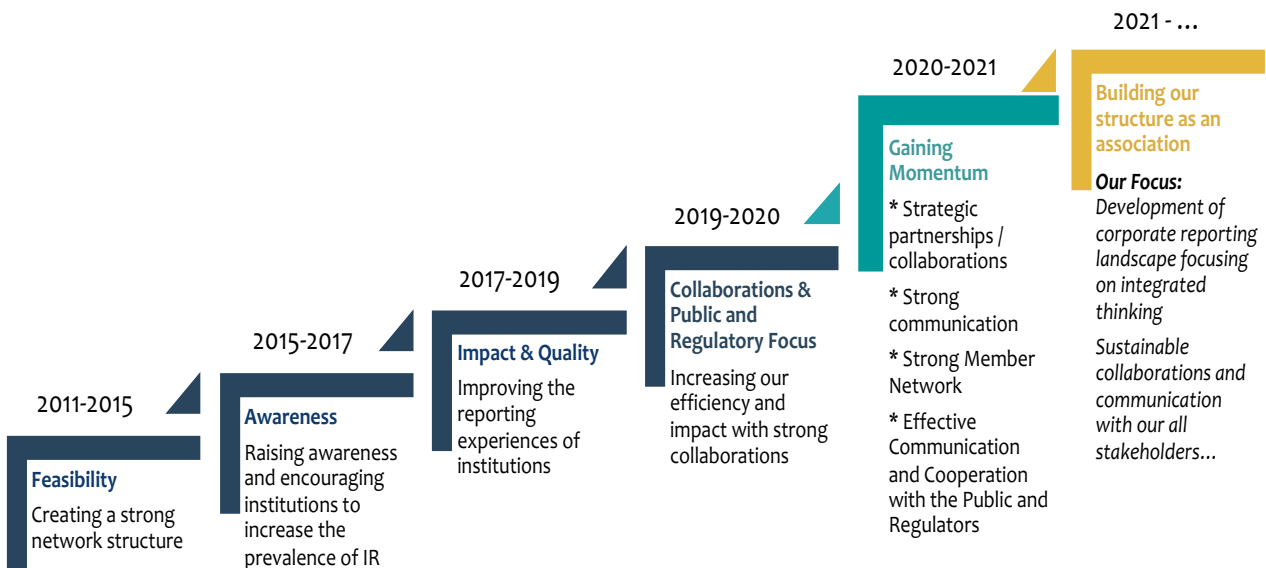 2011-2015
Feasibility
Creating a strong
network structure
2015-2017
Awareness
Raising awareness
and encouraging
institutions to
increase the
prevalence of IR
2017-2019
Impact & Quality
Improving the
reporting
experiences of
institutions
2019-2020
Collaborations &
Public and
Regulatory Focus
Increasing our
efficiency and
impact with strong
collaborations
2020-2021
Gaining
Momentum
* Strategic
partnerships /
collaborations
* Strong
communication
* Strong Member
Network
* Effective
Communication
and Cooperation
with the Public and
Regulators
2021 - ...
Building our
structure as an
association
Our Focus:
Development of
corporate reporting
landscape focusing
on integrated
thinking
Sustainable
collaborations and
communication
with our all
stakeholders...